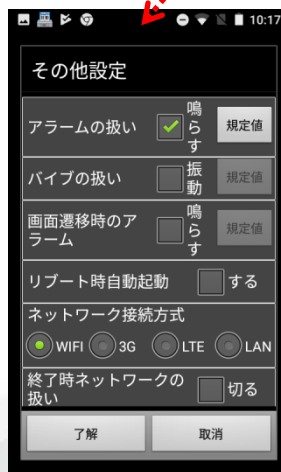 10:17
その他設定
アラームの扱い
鳴らす
規定値
バイブの扱い
振動
規定値
画面遷移時のアラーム
鳴らす
規定値
リブート時自動起動
する
ネットワーク接続方式
WIFI 3G LTE LAN
終了時ネットワークの扱い
切る
了解 取消